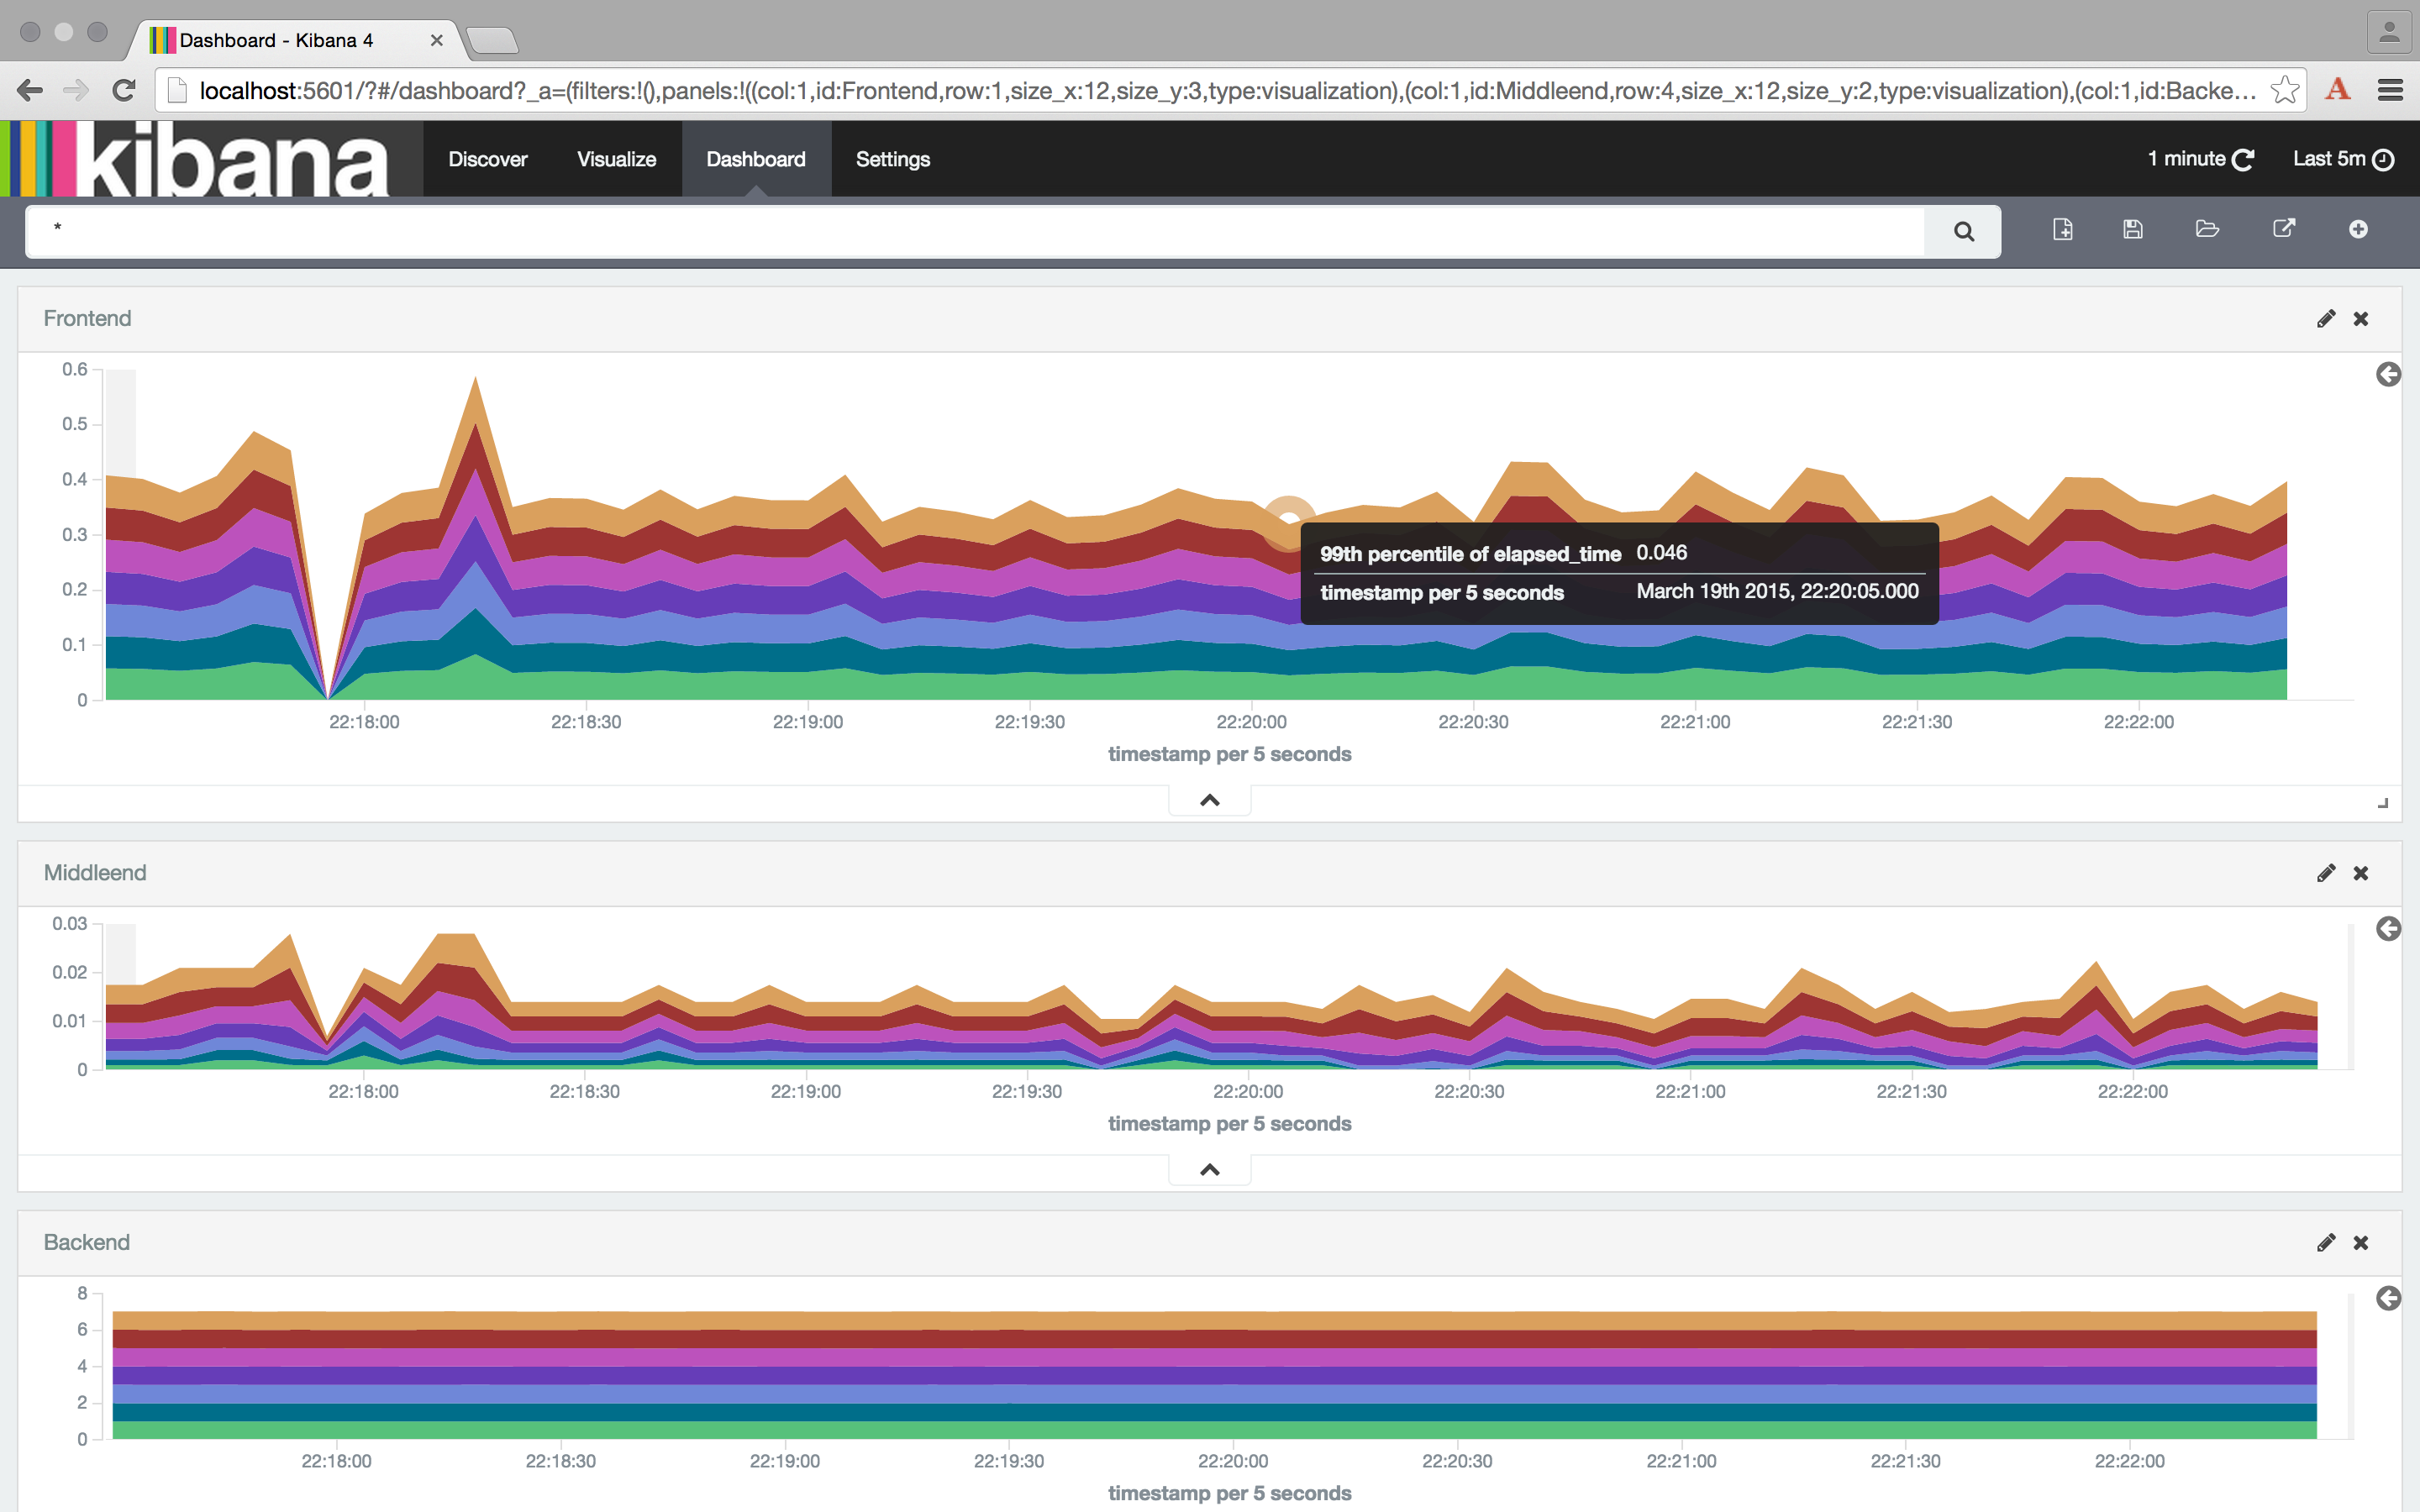 Dashboard - Kibana 4
localhost:5601/?#/dashboard?_a=(filters:!(),panels:!((col:1,id:Frontend,row:1,size_x:12,size_y:3,type:visualization),(col:1,id:Middleend,row:4,size_x:12,size_y:2,type:visualization),(col:1,id:Backe...
A
kibana
Discover Visualize Dashboard Settings 1 minute Last 5m
*
Frontend
0.6
0.5
0.4
0.3
0.2
0.1
0
99th percentile of elapsed_time 0.046
timestamp per 5 seconds March 19th 2015, 22:20:05.000
22:18:00 22:18:30 22:19:00 22:19:30 22:20:00 22:20:30 22:21:00 22:21:30 22:22:00
timestamp per 5 seconds
Middleend
0.03
0.02
0.01
0
22:18:00 22:18:30 22:19:00 22:19:30 22:20:00 22:20:30 22:21:00 22:21:30 22:22:00
timestamp per 5 seconds
Backend
8
6
4
2
0
22:18:00 22:18:30 22:19:00 22:19:30 22:20:00 22:20:30 22:21:00 22:21:30 22:22:00
timestamp per 5 seconds